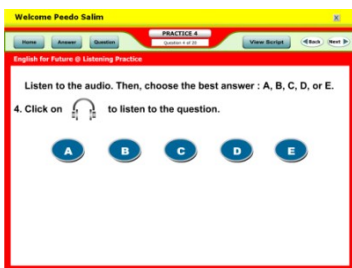 Welcome Peedo Salim
X
PRACTICE 4
Home
Answer
Question
Question 4 of 20
View Script
Back
Next
English for Future @ Listening Practice
Listen to the audio. Then, choose the best answer : A, B, C, D, or E.
4. Click on to listen to the question.
A B C D E